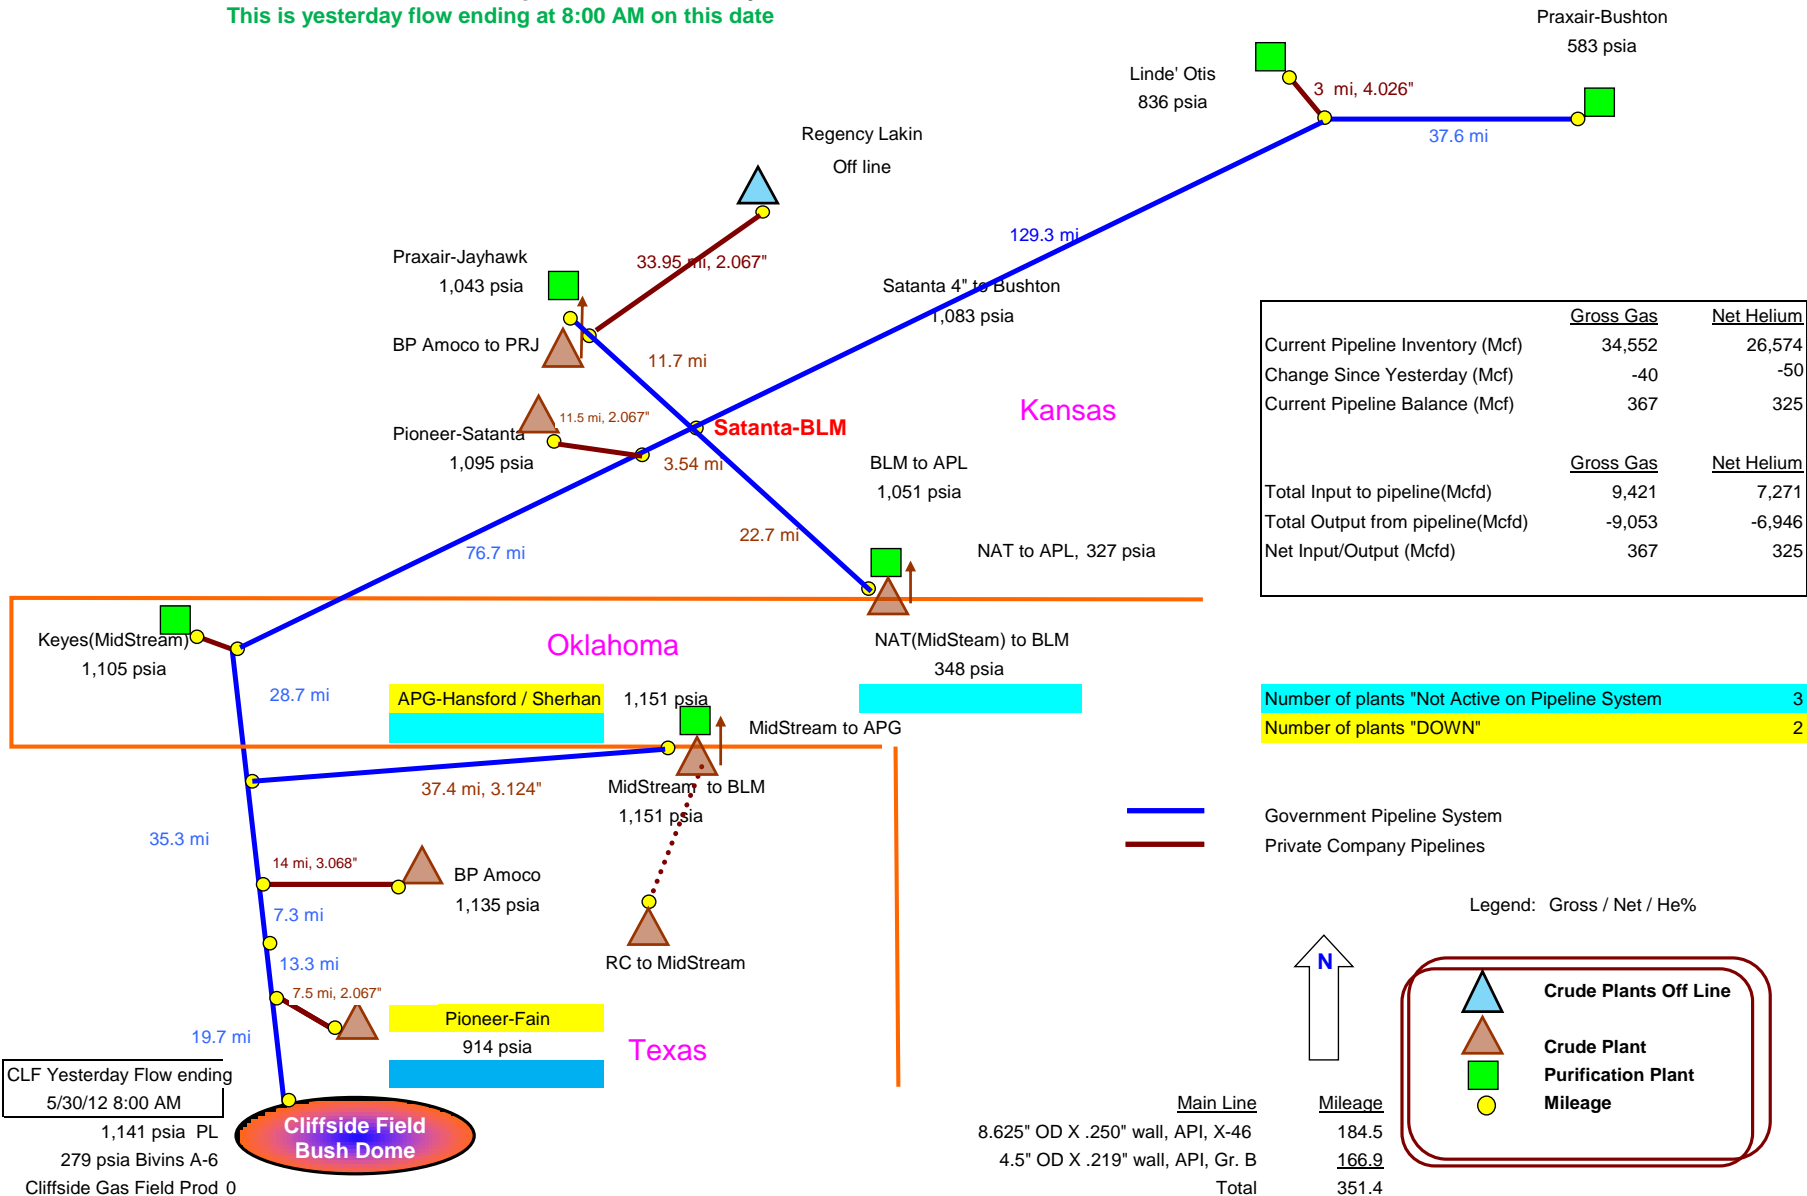 This is yesterday flow ending at 8:00 AM on this date
Praxair-Bushton
583 psia
Linde' Otis
836 psia
3 mi, 4.026"
37.6 mi
Regency Lakin
Off line
129.3 mi
Praxair-Jayhawk
1,043 psia
33.95 mi, 2.067"
Satanta 4" to Bushton
1,083 psia
BP Amoco to PRJ
11.7 mi
Kansas
11.5 mi, 2.067"
Satanta-BLM
Pioneer-Satanta
1,095 psia
3.54 mi
BLM to APL
1,051 psia
22.7 mi
76.7 mi
NAT to APL, 327 psia
Gross Gas Net Helium
Current Pipeline Inventory (Mcf) 34,552 26,574
Change Since Yesterday (Mcf) -40 -50
Current Pipeline Balance (Mcf) 367 325
Gross Gas Net Helium
Total Input to pipeline(Mcfd) 9,421 7,271
Total Output from pipeline(Mcfd) -9,053 -6,946
Net Input/Output (Mcfd) 367 325
Keyes(MidStream)
1,105 psia
Oklahoma
NAT(MidSteam) to BLM
348 psia
28.7 mi
APG-Hansford / Sherhan 1,151 psia
MidStream to APG
Number of plants "Not Active on Pipeline System 3
Number of plants "DOWN" 2
37.4 mi, 3.124"
MidStream to BLM
1,151 psia
35.3 mi
14 mi, 3.068"
BP Amoco
1,135 psia
7.3 mi
13.3 mi
RC to MidStream
7.5 mi, 2.067"
Pioneer-Fain
914 psia
19.7 mi
Texas
Government Pipeline System
Private Company Pipelines
Legend: Gross / Net / He%
N
Crude Plants Off Line
Crude Plant
Purification Plant
Mileage
CLF Yesterday Flow ending
5/30/12 8:00 AM
1,141 psia PL
279 psia Bivins A-6
Cliffside Gas Field Prod 0
Cliffside Field
Bush Dome
Main Line Mileage
8.625" OD X .250" wall, API, X-46 184.5
4.5" OD X .219" wall, API, Gr. B 166.9
Total 351.4